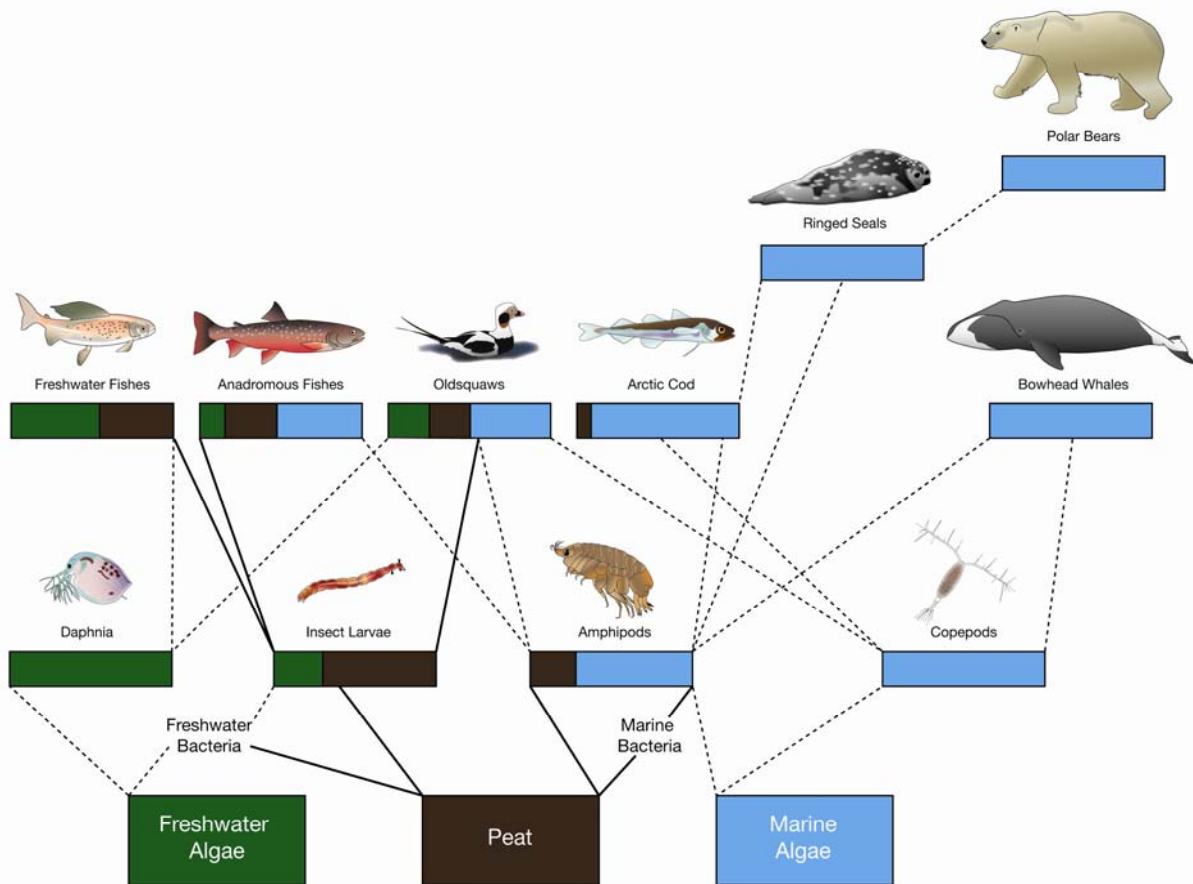 Polar Bears
Ringed Seals
Freshwater Fishes
Anadromous Fishes
Oldsquaws
Arctic Cod
Bowhead Whales
Daphnia
Insect Larvae
Amphipods
Copepods
Freshwater
Bacteria
Marine
Bacteria
Freshwater
Algae
Peat
Marine
Algae